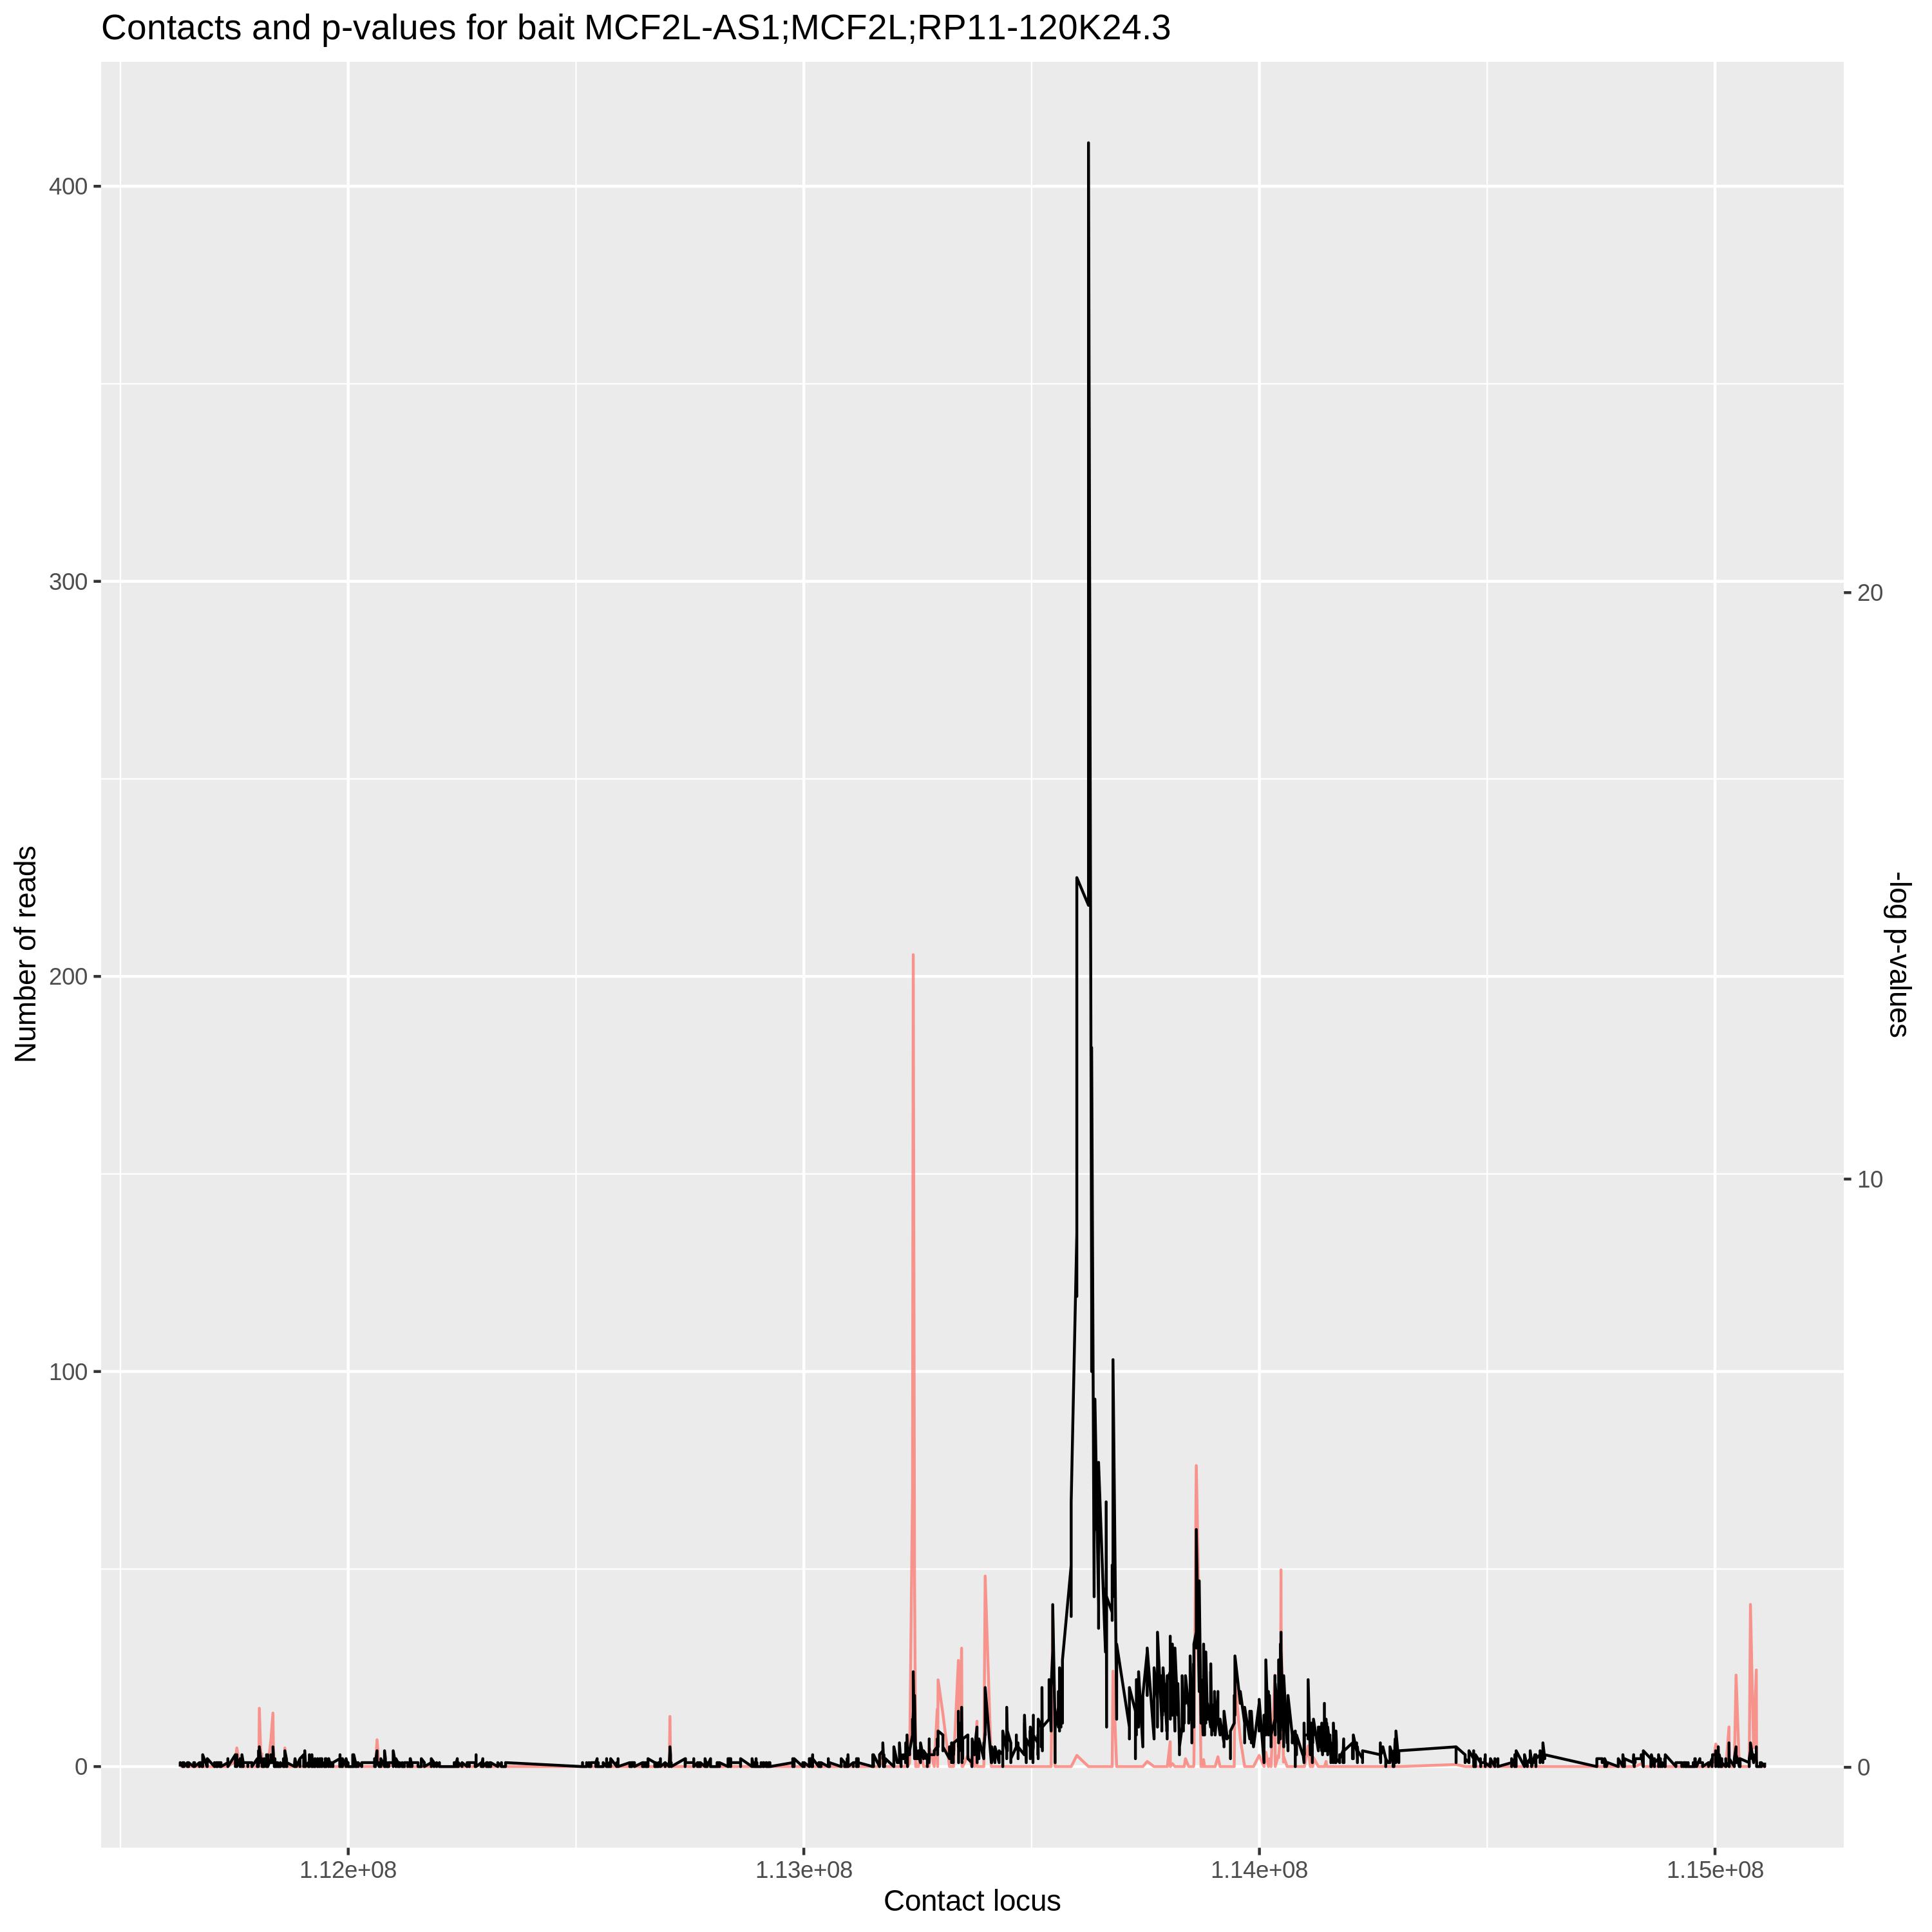 Contacts and p-values for bait MCF2L-AS1;MCF2L;RP11-120K24.3
400
300
200
100
0
Number of reads
20
10
0
-log p-values
1.12e+08
1.13e+08
1.14e+08
1.15e+08
Contact locus